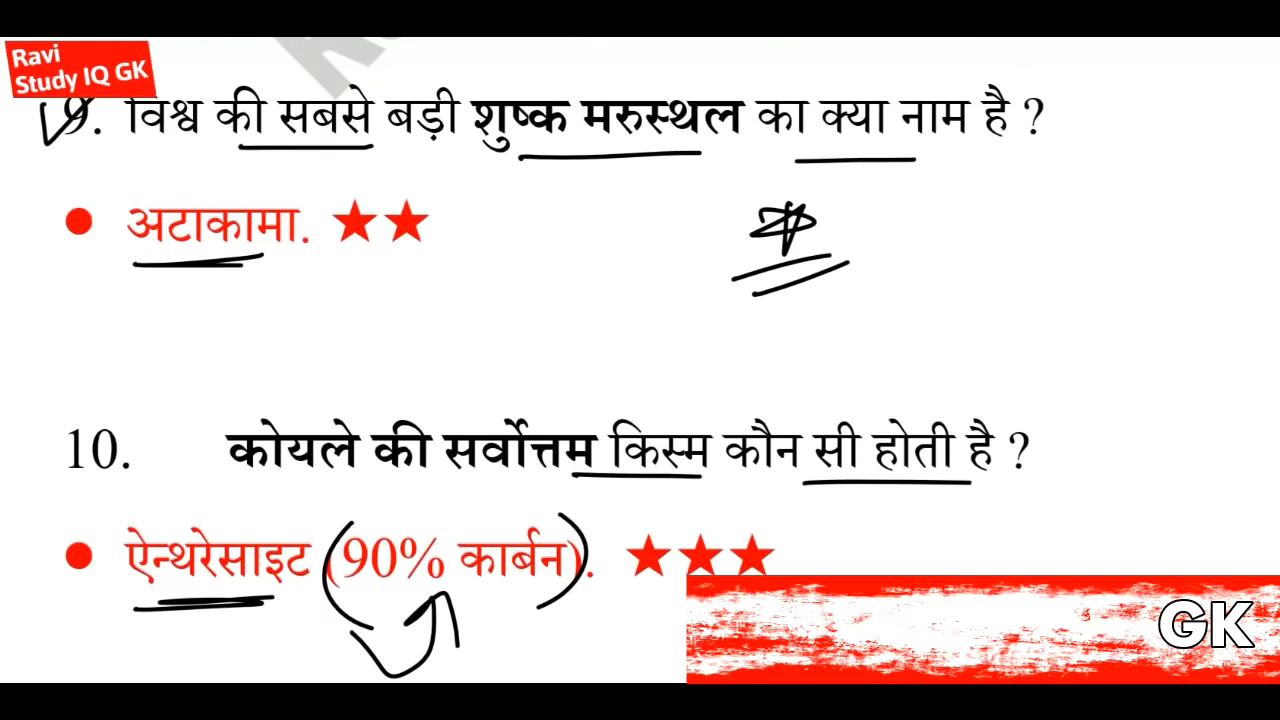 Ravi
Study IQ GK
9. विश्व की सबसे बड़ी शुष्क मरुस्थल का क्या नाम है ?
● अटाकामा. ★★
10. कोयले की सर्वोत्तम किस्म कौन सी होती है ?
● ऐन्थरेसाइट (90% कार्बन). ★★★
GK